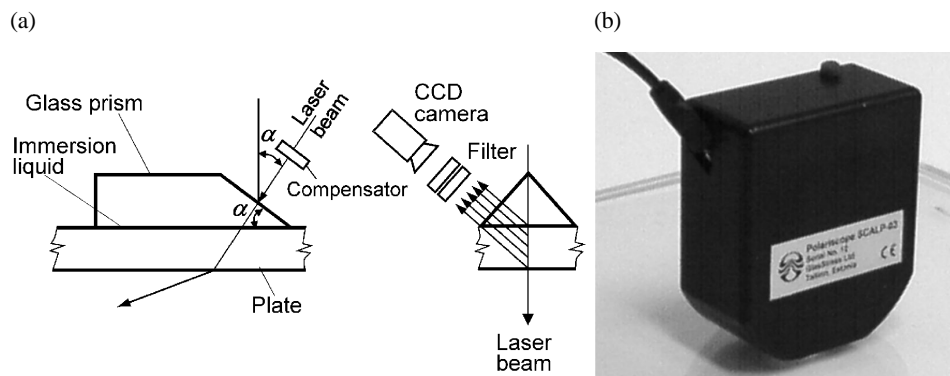 (a)
(b)
Glass prism
Immersion
liquid
α
α
Laser
beam
Compensator
Plate
CCD
camera
Filter
Laser
beam
Polariscope SCALP-03
Serial No. 12
GlasStress Ltd
Tallinn, Estonia
CE